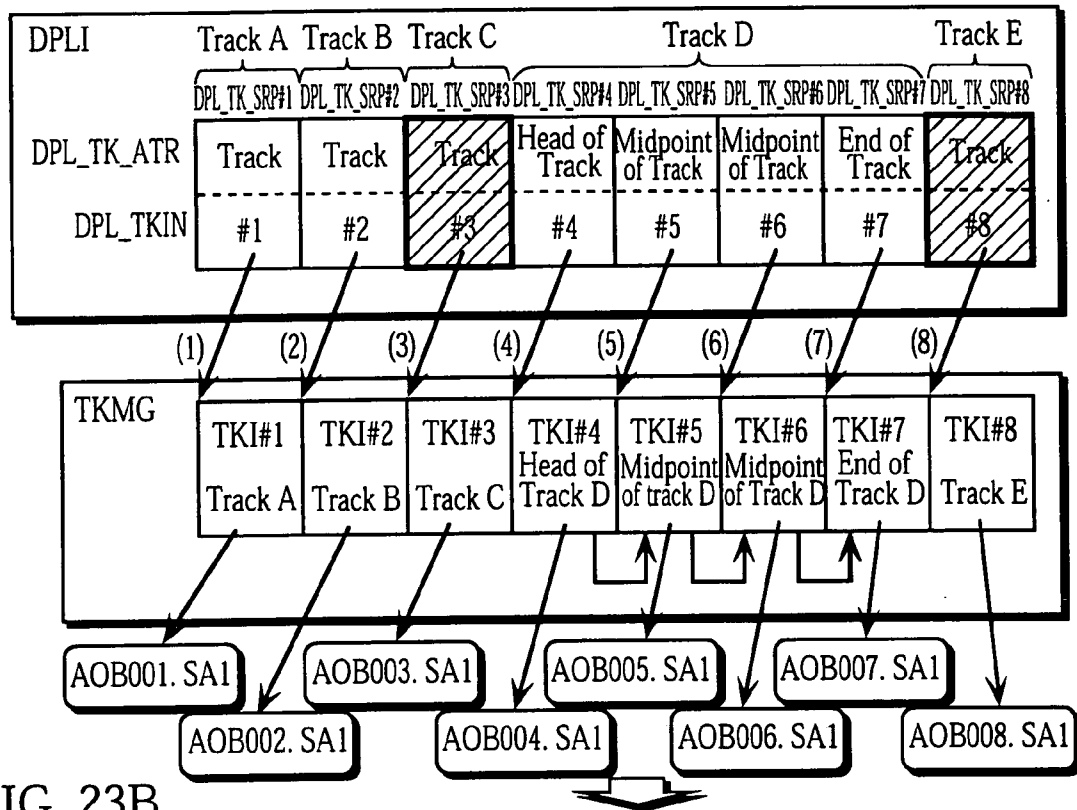 DPLI
Track A Track B Track C Track D Track E
DPL_TK_SRP#1 DPL_TK_SRP#2 DPL_TK_SRP#3 DPL_TK_SRP#4 DPL_TK_SRP#5 DPL_TK_SRP#6 DPL_TK_SRP#7 DPL_TK_SRP#8
DPL_TK_ATR
Track
Track
Track
Head of
Track
Midpoint
of Track
Midpoint
of Track
End of
Track
Track
DPL_TKIN #1 #2 #3 #4 #5 #6 #7 #8
(1) (2) (3) (4) (5) (6) (7) (8)
TKMG
TKI#1
Track A
TKI#2
Track B
TKI#3
Track C
TKI#4
Head of
Track D
TKI#5
Midpoint
of track D
TKI#6
Midpoint
of Track D
TKI#7
End of
Track D
TKI#8
Track E
AOB001. SA1 AOB003. SA1 AOB005. SA1 AOB007. SA1
AOB002. SA1 AOB004. SA1 AOB006. SA1 AOB008. SA1
IG. 23B